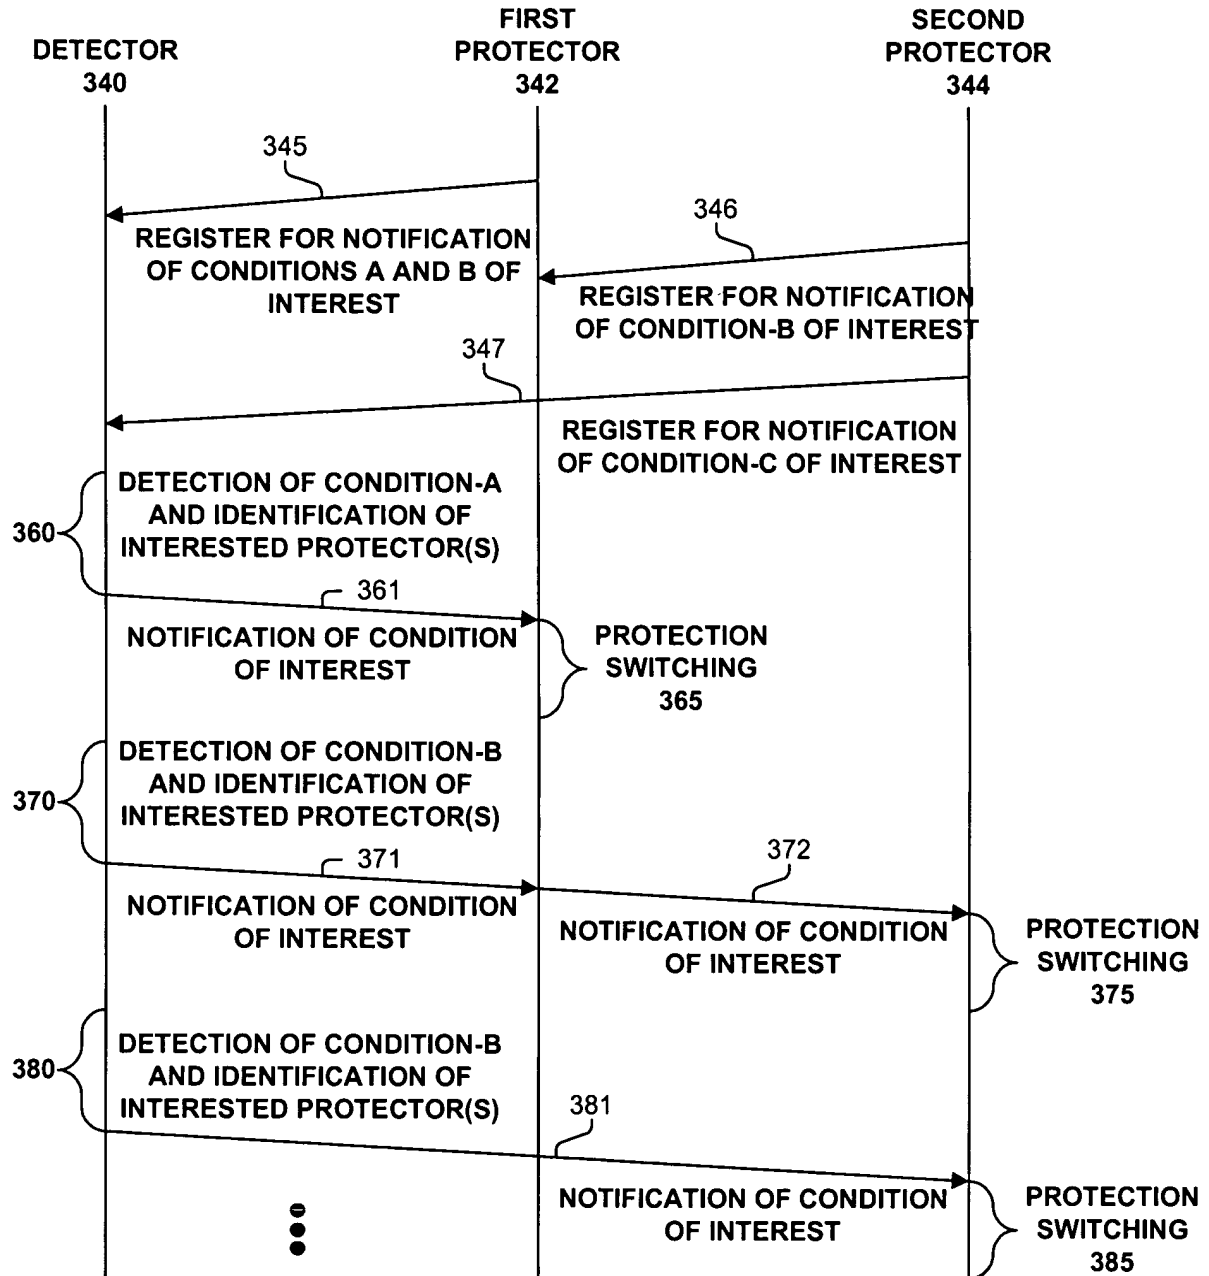 DETECTOR
340
FIRST
PROTECTOR
342
SECOND
PROTECTOR
344
345
REGISTER FOR NOTIFICATION
OF CONDITIONS A AND B OF
INTEREST
346
REGISTER FOR NOTIFICATION
OF CONDITION-B OF INTEREST
347
REGISTER FOR NOTIFICATION
OF CONDITION-C OF INTEREST
360
DETECTION OF CONDITION-A
AND IDENTIFICATION OF
INTERESTED PROTECTOR(S)
361
NOTIFICATION OF CONDITION
OF INTEREST
PROTECTION
SWITCHING
365
370
DETECTION OF CONDITION-B
AND IDENTIFICATION OF
INTERESTED PROTECTOR(S)
371
NOTIFICATION OF CONDITION
OF INTEREST
372
NOTIFICATION OF CONDITION
OF INTEREST
PROTECTION
SWITCHING
375
380
DETECTION OF CONDITION-B
AND IDENTIFICATION OF
INTERESTED PROTECTOR(S)
381
NOTIFICATION OF CONDITION
OF INTEREST
PROTECTION
SWITCHING
385